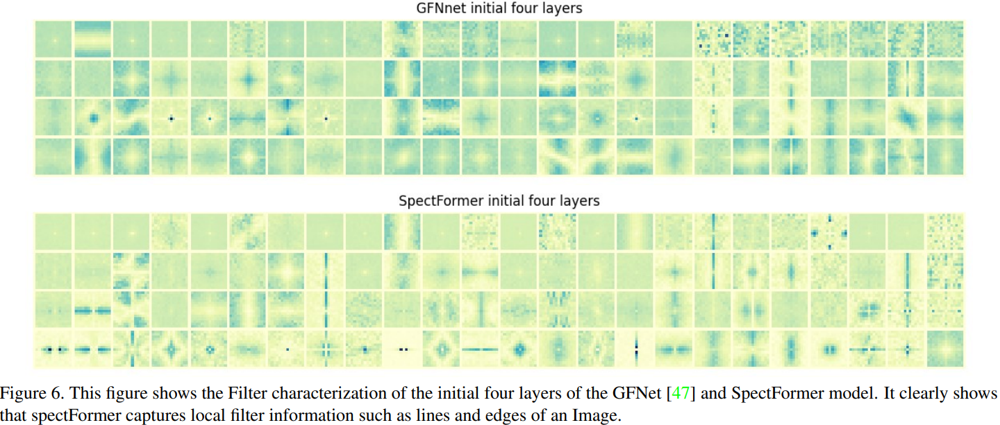 GFNnet initial four layers
SpectFormer initial four layers
Figure 6. This figure shows the Filter characterization of the initial four layers of the GFNet [47] and SpectFormer model. It clearly shows
that spectFormer captures local filter information such as lines and edges of an Image.